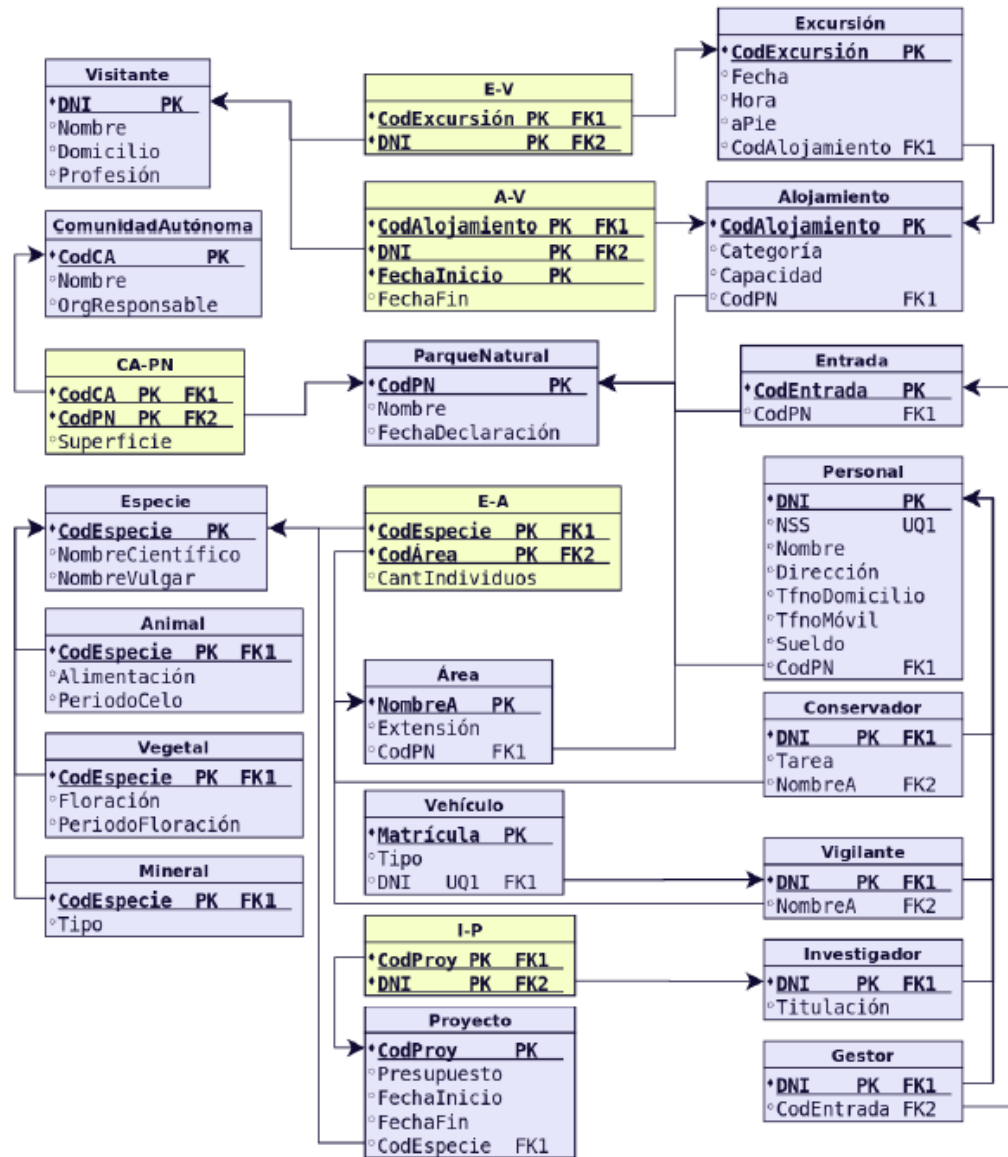 Visitante
DNI PK
Nombre
Domicilio
Profesión
E-V
CodExcursión PK FK1
DNI PK FK2
Excursión
CodExcursión PK
Fecha
Hora
aPie
CodAlojamiento FK1
ComunidadAutónoma
CodCA PK
Nombre
OrgResponsable
A-V
CodAlojamiento PK FK1
DNI PK FK2
FechaInicio PK
FechaFin
Alojamiento
CodAlojamiento PK
Categoría
Capacidad
CodPN FK1
CA-PN
CodCA PK FK1
CodPN PK FK2
Superficie
ParqueNatural
CodPN PK
Nombre
FechaDeclaración
Entrada
CodEntrada PK
CodPN FK1
Especie
CodEspecie PK
NombreCientífico
NombreVulgar
E-A
CodEspecie PK FK1
CodÁrea PK FK2
CantIndividuos
Personal
DNI PK
NSS UQ1
Nombre
Dirección
TfnoDomicilio
TfnoMóvil
Sueldo
CodPN FK1
Animal
CodEspecie PK FK1
Alimentación
PeriodoCelo
Área
NombreA PK
Extensión
CodPN FK1
Conservador
DNI PK FK1
Tarea
NombreA FK2
Vegetal
CodEspecie PK FK1
Floración
PeriodoFloración
Vehículo
Matrícula PK
Tipo
DNI UQ1 FK1
Vigilante
DNI PK FK1
NombreA FK2
Mineral
CodEspecie PK FK1
Tipo
I-P
CodProy PK FK1
DNI PK FK2
Investigador
DNI PK FK1
Titulación
Proyecto
CodProy PK
Presupuesto
FechaInicio
FechaFin
CodEspecie FK1
Gestor
DNI PK FK1
CodEntrada FK2